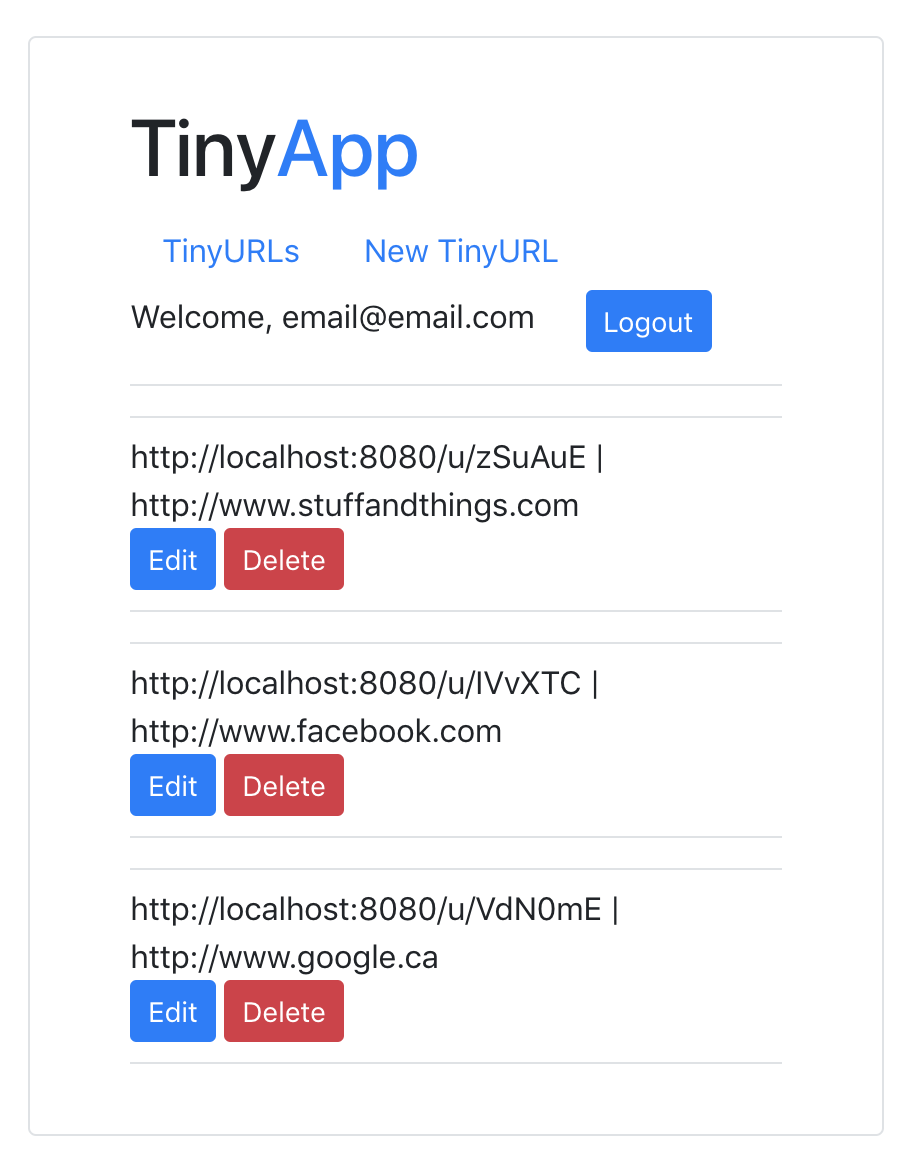 TinyApp
TinyURLs New TinyURL
Welcome, email@email.com Logout
http://localhost:8080/u/zSuAuE |
http://www.stuffandthings.com
Edit Delete
http://localhost:8080/u/IVvXTC |
http://www.facebook.com
Edit Delete
http://localhost:8080/u/VdN0mE |
http://www.google.ca
Edit Delete